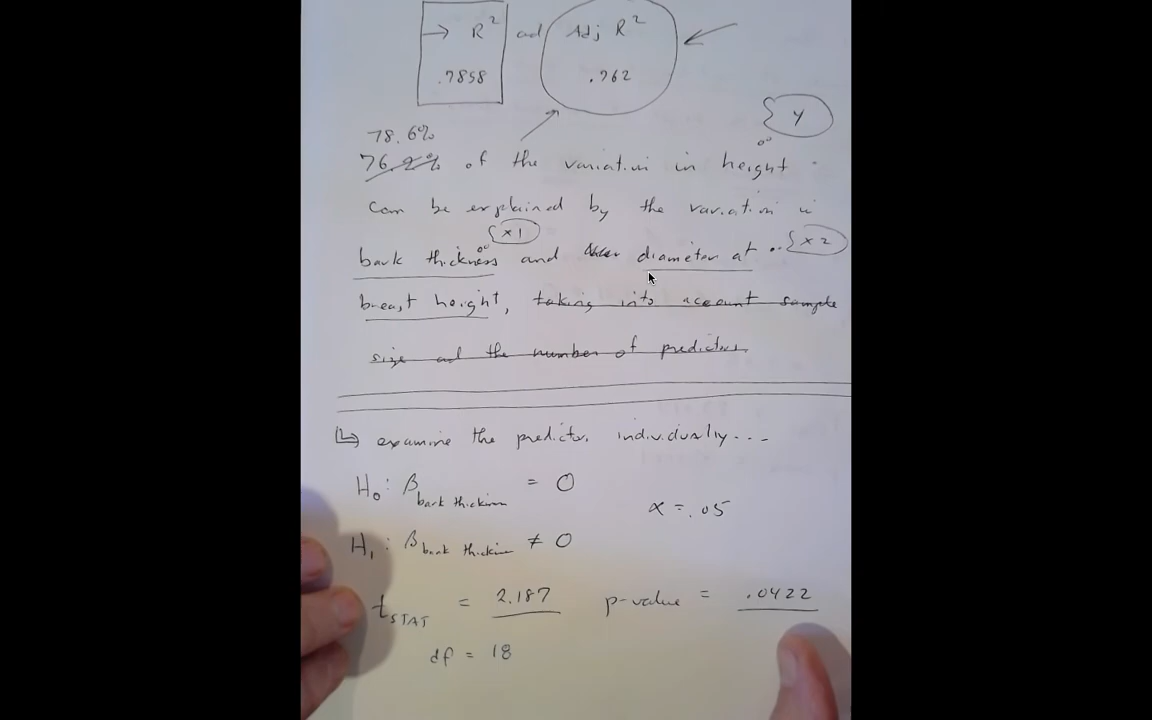 → R² and Adj R²
.7858 .762
{ Y
78.6%
76.2% of the variation in height
can be explained by the variation in
{ X1
bark thickness and diameter at { X2
breast height, taking into account sample
size and the number of predictors.
↳ examine the predictors individually...
H₀: β bark thickness = 0
α = .05
H₁: β bark thickness ≠ 0
tSTAT = 2.187 p-value = .0422
df = 18